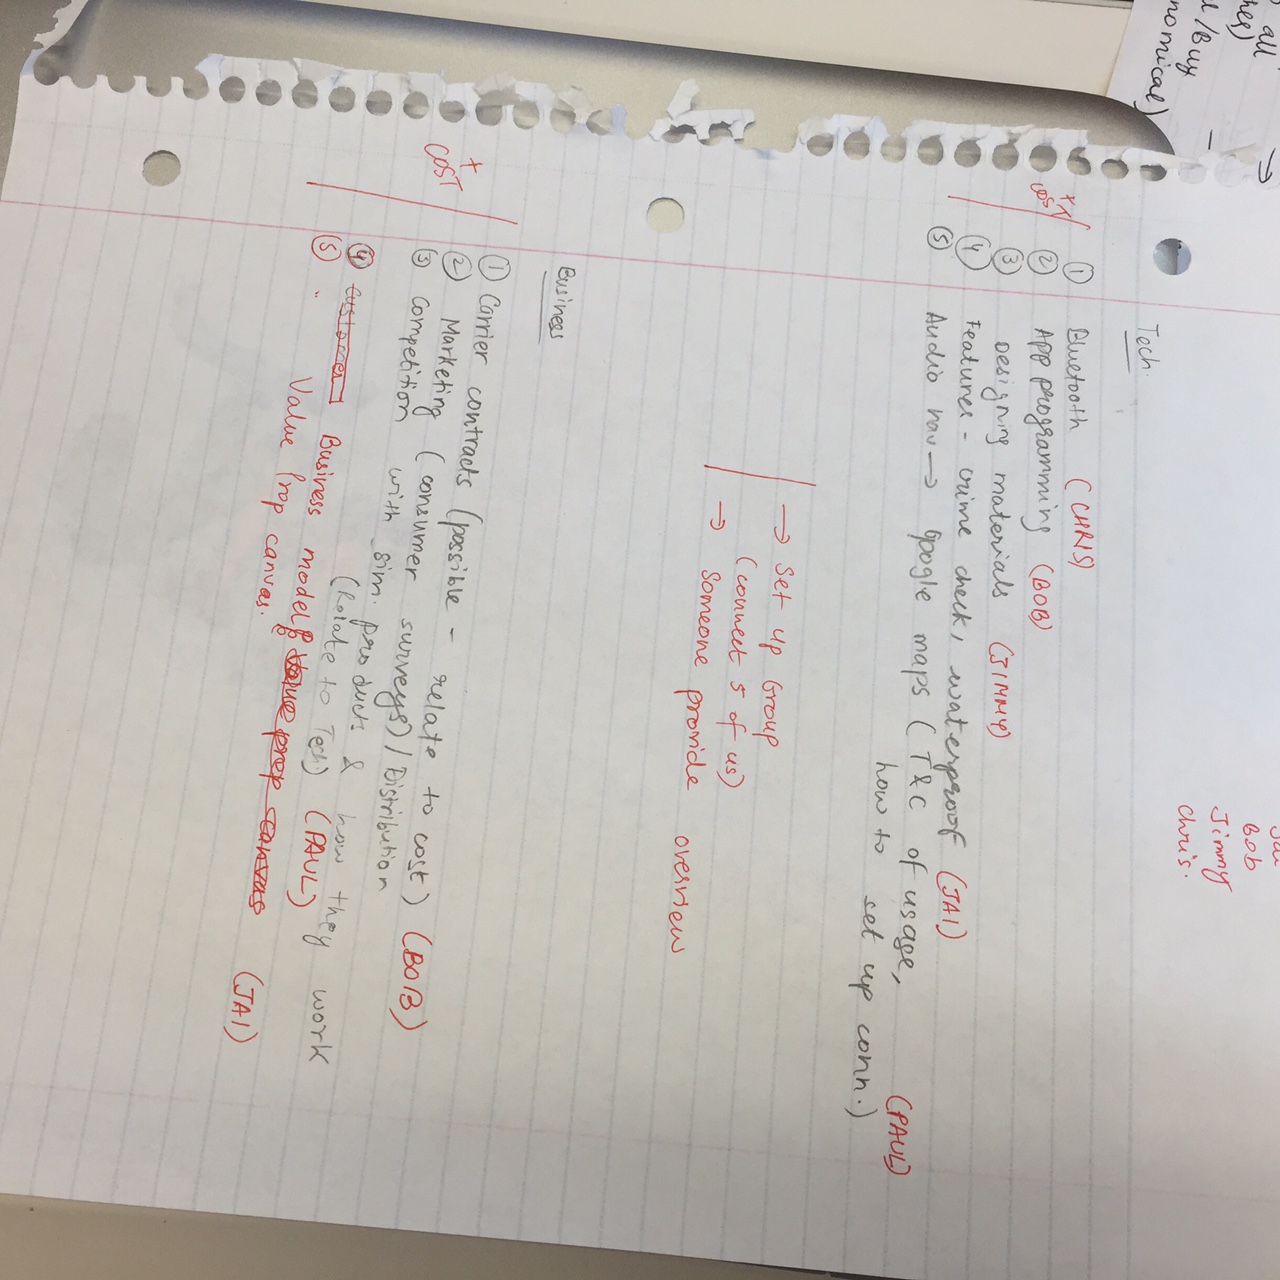 all
hes)
/Buy
nomical)
→
Bob
Jimmy
chris.
Tech.
+
COST
① Bluetooth (CHRIS)
② APP programming (BOB)
③ Designing materials (JIMMY)
④ Features - crime check, waterproof (JAI)
⑤ Audio nav → google maps (T&C of usage,
how to set up conn.) (PAUL)
→ Set up Group
(connect 5 of us)
→ Someone provide overview
Business
+
COST
① Carrier contracts (possible - relate to cost) (BOB)
② Marketing (consumer surveys) / Distribution
③ competition with sim. products & how they work
(Relate to Tech) (PAUL)
④ customer Business model & value prop canvas
⑤ Value Prop canvas. (JAI)